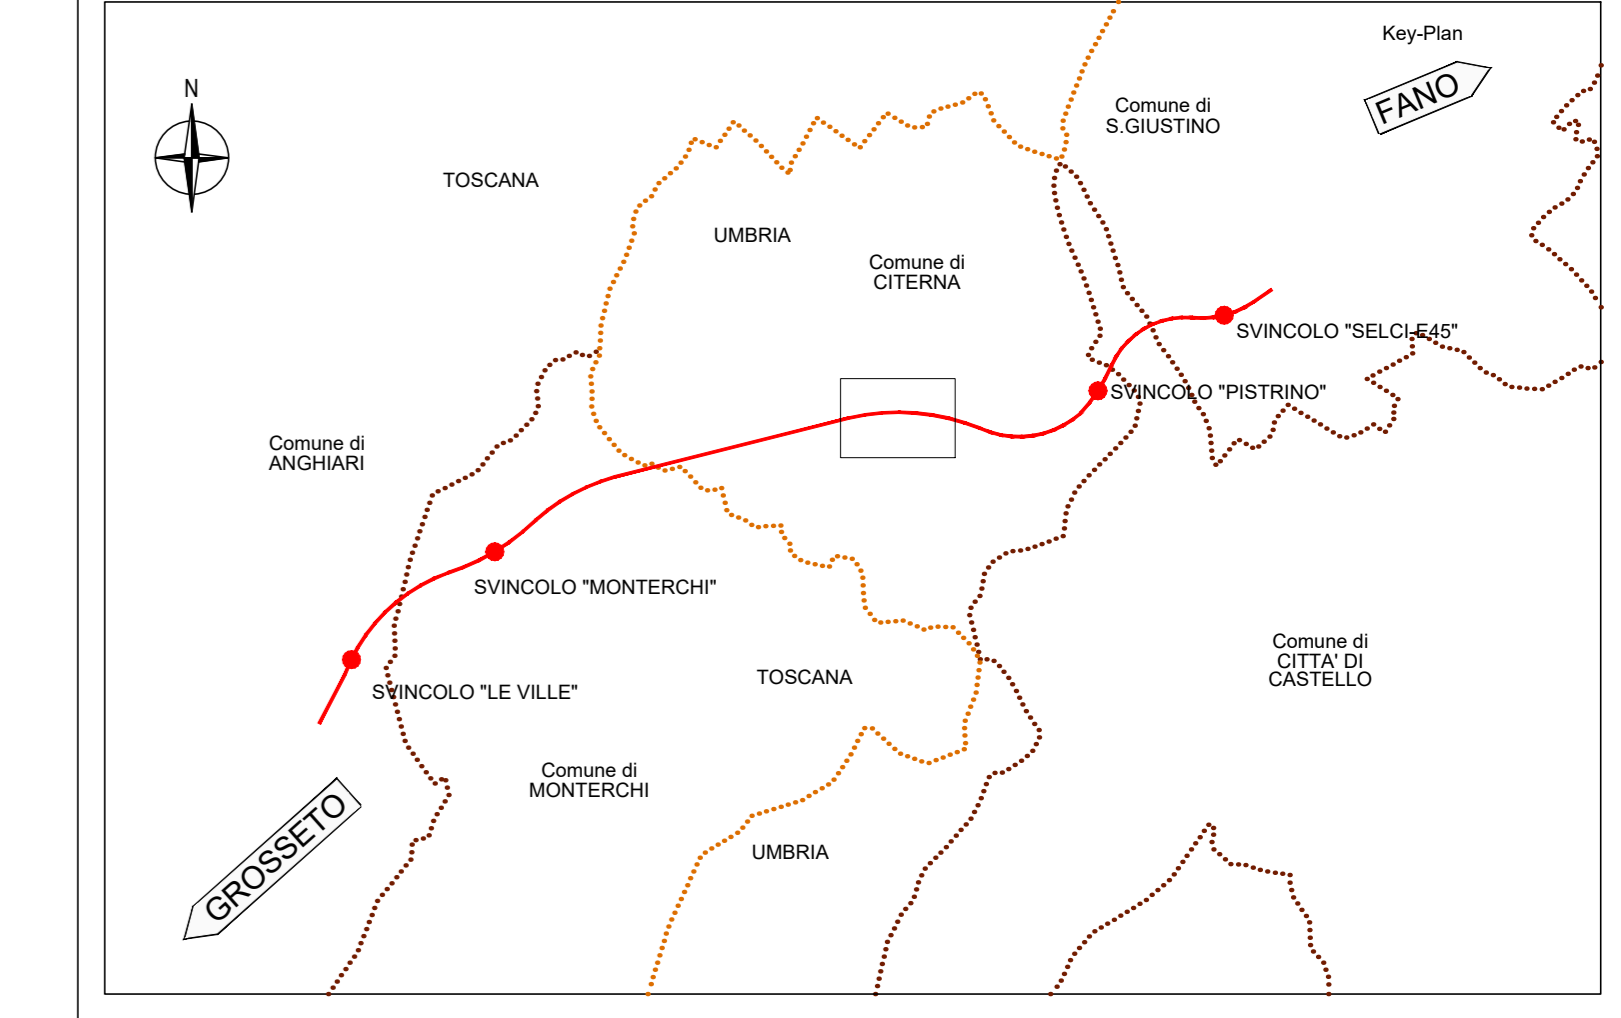 Key-Plan
N
FANO
Comune di
S.GIUSTINO
TOSCANA
UMBRIA
Comune di
CITERNA
SVINCOLO "SELCI-E45"
SVINCOLO "PISTRINO"
Comune di
ANGHIARI
SVINCOLO "MONTERCHI"
Comune di
CITTA' DI
CASTELLO
TOSCANA
SVINCOLO "LE VILLE"
Comune di
MONTERCHI
GROSSETO
UMBRIA